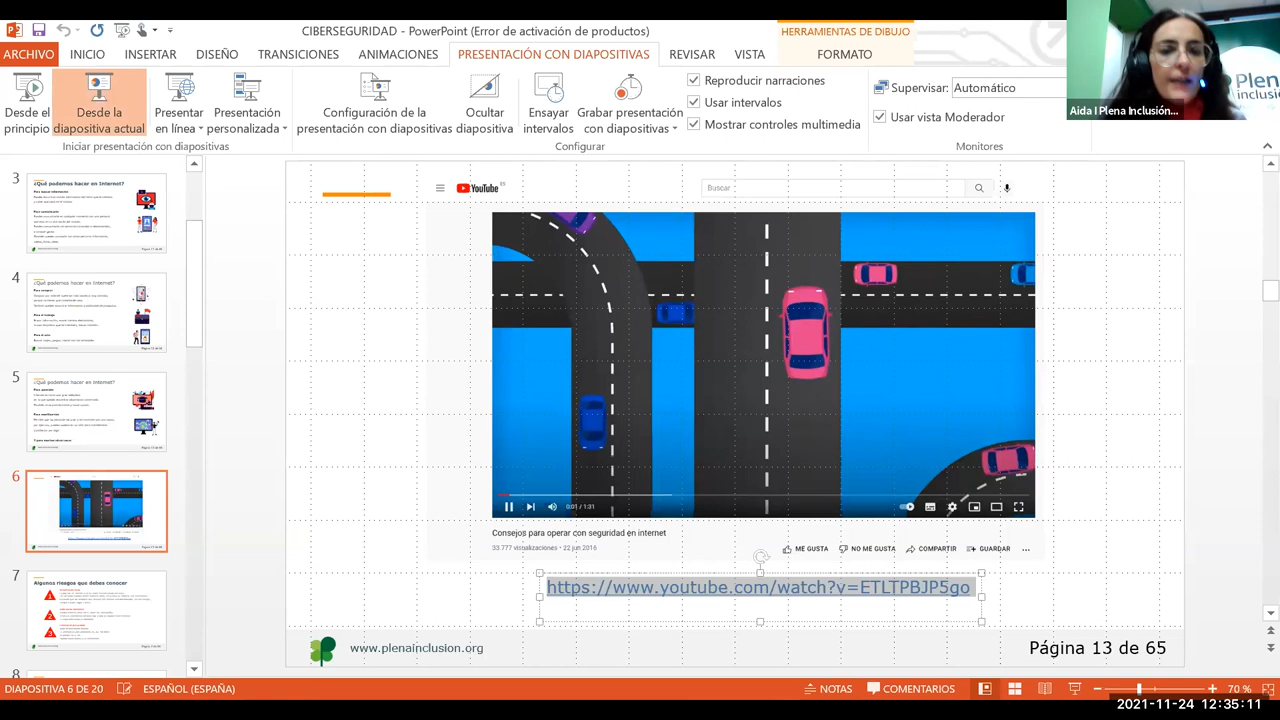 CIBERSEGURIDAD - PowerPoint (Error de activación de productos)
HERRAMIENTAS DE DIBUJO
ARCHIVO INICIO INSERTAR DISEÑO TRANSICIONES ANIMACIONES PRESENTACIÓN CON DIAPOSITIVAS REVISAR VISTA FORMATO
Desde el principio
Desde la diapositiva actual
Presentar en línea
Presentación personalizada
Configuración de la presentación con diapositivas
Ocultar diapositiva
Ensayar intervalos
Grabar presentación con diapositivas
Reproducir narraciones
Usar intervalos
Mostrar controles multimedia
Supervisar: Automático
Usar vista Moderador
Iniciar presentación con diapositivas
Configurar
Monitores
Plena
inclusión
Aida I Plena Inclusión...
3
¿Qué podemos hacer en Internet?
4
¿Qué podemos hacer en Internet?
5
¿Qué podemos hacer en Internet?
6
7
Algunos riesgos que debes conocer
8
YouTube ES
Buscar
0:01 / 1:31
Consejos para operar con seguridad en internet
33.777 visualizaciones • 22 jun 2016
ME GUSTA NO ME GUSTA COMPARTIR GUARDAR ...
https://www.youtube.com/watch?v=ETLTPBJP5go
www.plenainclusion.org
Página 13 de 65
DIAPOSITIVA 6 DE 20 ESPAÑOL (ESPAÑA) NOTAS COMENTARIOS 70 %
2021-11-24 12:35:11